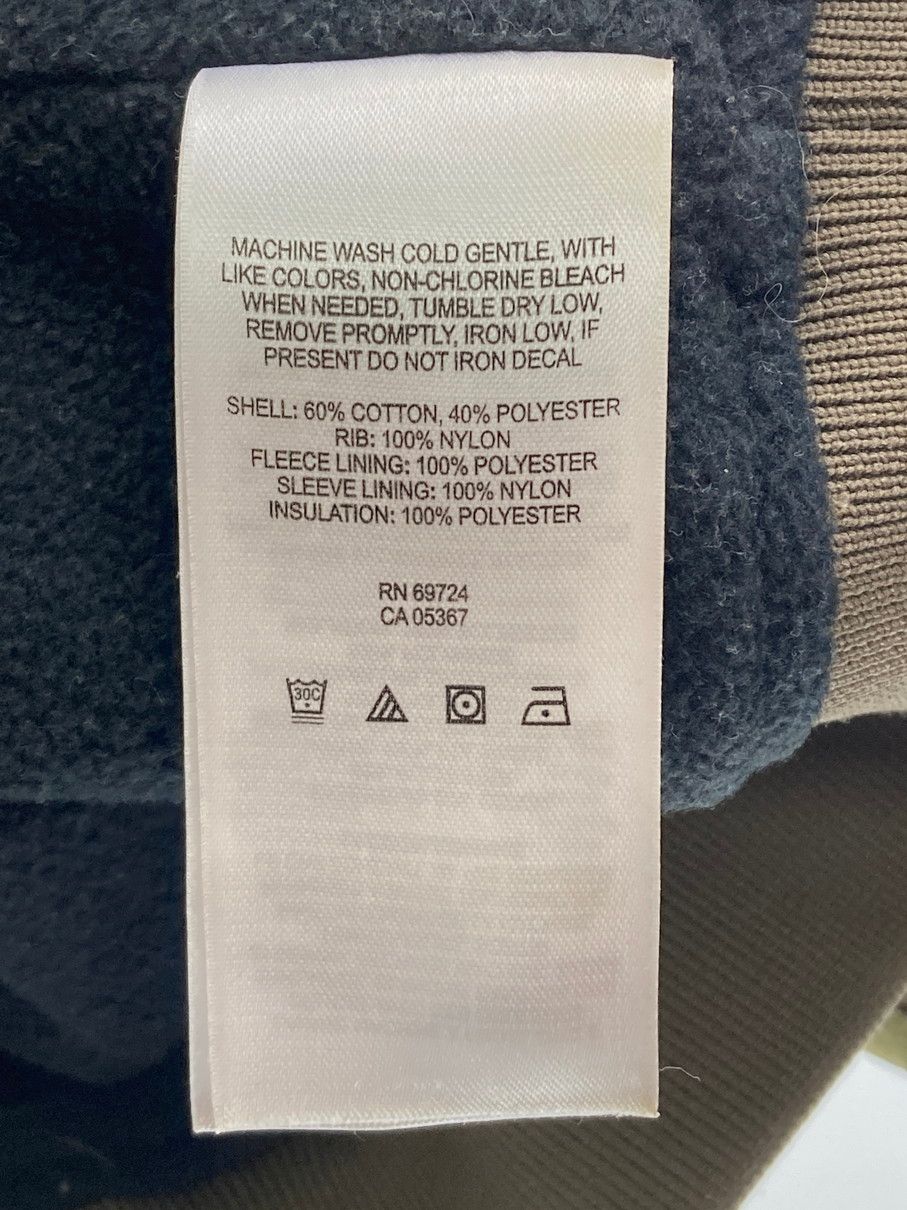 MACHINE WASH COLD GENTLE, WITH
LIKE COLORS, NON-CHLORINE BLEACH
WHEN NEEDED, TUMBLE DRY LOW,
REMOVE PROMPTLY, IRON LOW, IF
PRESENT DO NOT IRON DECAL
SHELL: 60% COTTON, 40% POLYESTER
RIB: 100% NYLON
FLEECE LINING: 100% POLYESTER
SLEEVE LINING: 100% NYLON
INSULATION: 100% POLYESTER
RN 69724
CA 05367
30C